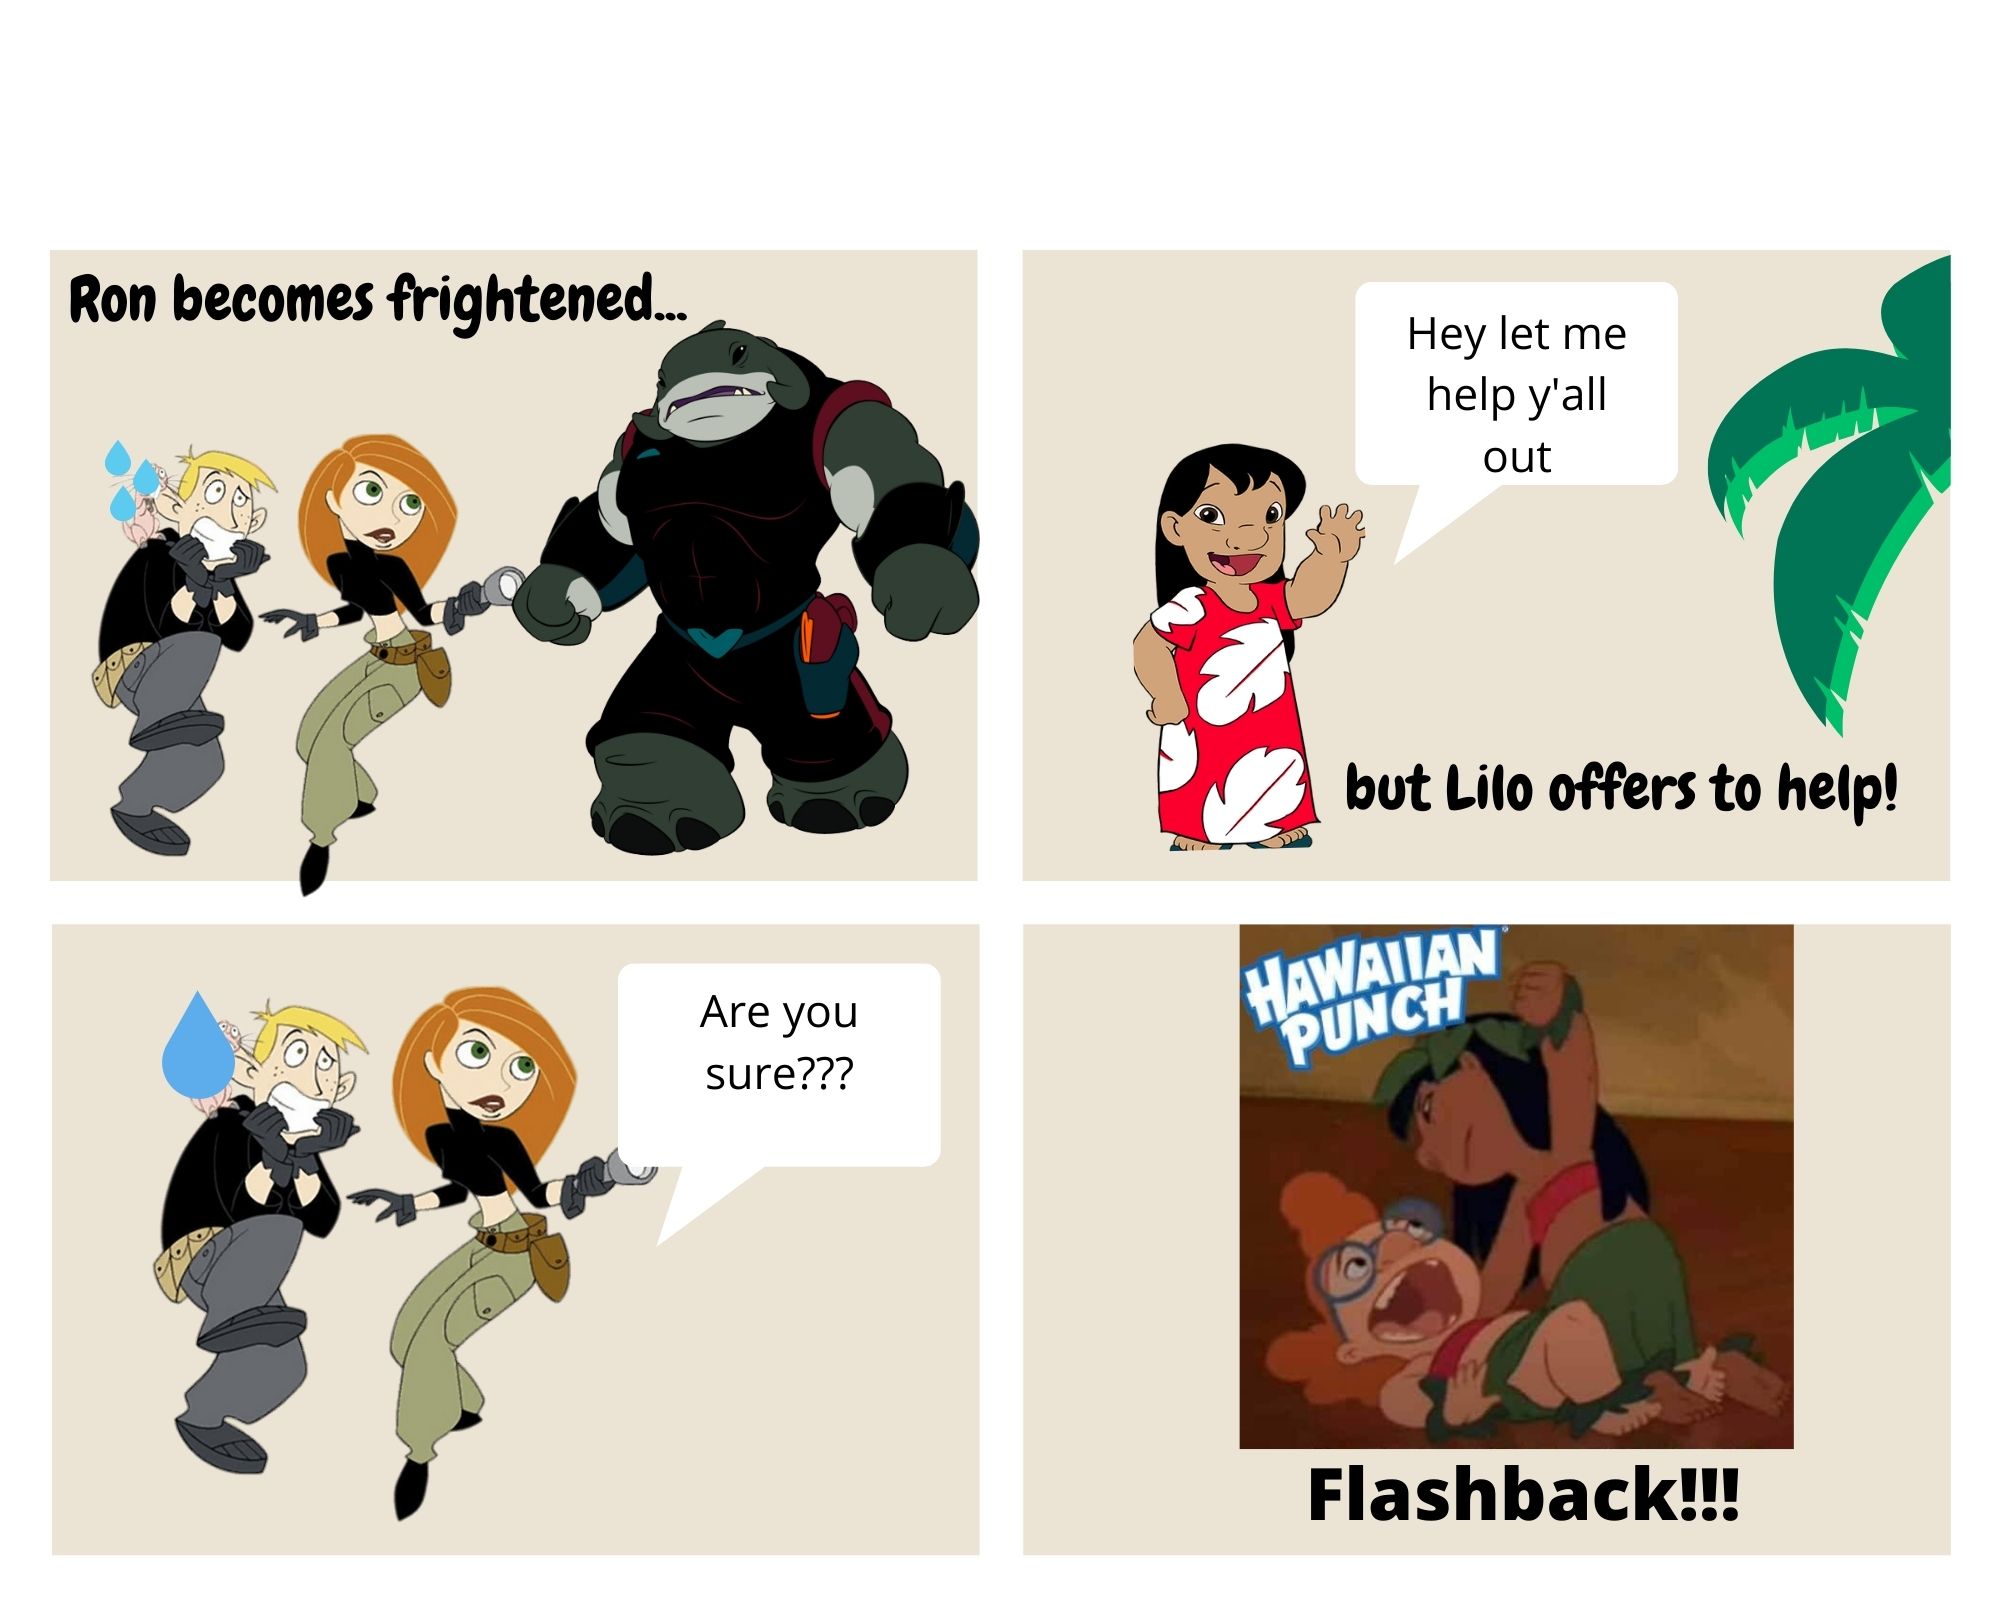 Ron becomes frightened...
Hey let me
help y'all
out
but Lilo offers to help!
Are you
sure???
HAWAIIAN
PUNCH
Flashback!!!